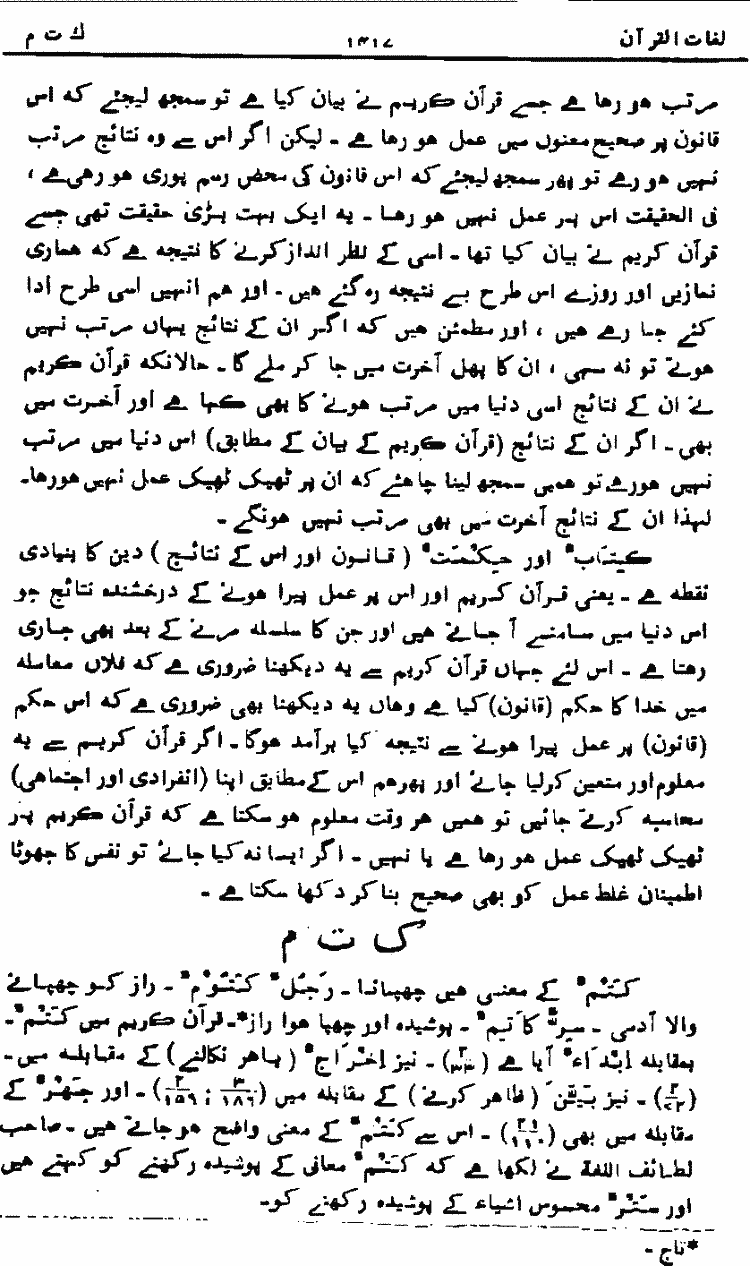 لغات القرآن ۱۴۱۷ ک ت م
مرتب ہو رہا ہے جسے قرآن کریم نے بیان کیا ہے تو سمجھ لیجئے کہ اس
قانون پر صحیح معنوں میں عمل ہو رہا ہے ۔ لیکن اگر اس سے وہ نتائج مرتب
نہیں ہو رہے تو پھر سمجھ لیجئے کہ اس قانون کی محض رسم پوری ہو رہی ہے ،
فی الحقیقت اس پر عمل نہیں ہو رہا ۔ یہ ایک بہت بڑی حقیقت تھی جسے
قرآن کریم نے بیان کیا تھا ۔ اسی کے نظر انداز کرنے کا نتیجہ ہے کہ ہماری
نمازیں اور روزے اس طرح بے نتیجہ رہ گئے ہیں ۔ اور ہم انہیں اسی طرح ادا
کئے جا رہے ہیں ، اور مطمئن ہیں کہ اگر ان کے نتائج یہاں مرتب نہیں
ہوئے تو نہ سہی ، ان کا پھل آخرت میں جا کر ملے گا ۔ حالانکہ قرآن کریم
نے ان کے نتائج اسی دنیا میں مرتب ہونے کا بھی کہا ہے اور آخرت میں
بھی ۔ اگر ان کے نتائج (قرآن کریم کے بیان کے مطابق) اس دنیا میں مرتب
نہیں ہورہے تو ہمیں سمجھ لینا چاہئے کہ ان پر ٹھیک ٹھیک عمل نہیں ہورہا۔
لہذا ان کے نتائج آخرت میں بھی مرتب نہیں ہونگے ۔
کِتَابٌ اور حِکْمَتٌ ( قانون اور اس کے نتائج ) دین کا بنیادی
نقطہ ہے ۔ یعنی قرآن کریم اور اس پر عمل پیرا ہونے کے درخشندہ نتائج جو
اس دنیا میں سامنے آ جاتے ہیں اور جن کا سلسلہ مرنے کے بعد بھی جاری
رہتا ہے ۔ اس لئے جہاں قرآن کریم سے یہ دیکھنا ضروری ہے کہ فلاں معاملہ
میں خدا کا حکم (قانون) کیا ہے وہاں یہ دیکھنا بھی ضروری ہے کہ اس حکم
(قانون) پر عمل پیرا ہونے سے نتیجہ کیا برآمد ہوگا ۔ اگر قرآن کریم سے یہ
معلوم اور متعین کرلیا جائے اور پھر ہم اس کے مطابق اپنا (انفرادی اور اجتماعی)
محاسبہ کرتے جائیں تو ہمیں ہر وقت معلوم ہو سکتا ہے کہ قرآن کریم پر
ٹھیک ٹھیک عمل ہو رہا ہے یا نہیں ۔ اگر ایسا نہ کیا جائے تو نفس کا جھوٹا
اطمینان غلط عمل کو بھی صحیح بنا کر دکھا سکتا ہے ۔
ک ت م
کَتْمٌ کے معنی ہیں چھپانا ۔ رَجُلٌ کَتُوْمٌ ۔ راز کو چھپانے
والا آدمی ۔ سِرٌّ کَاتِمٌ ۔ پوشیدہ اور چھپا ہوا راز*۔ قرآن کریم میں کَتْمٌ ۔
بمقابلہ اِبْدَاءٌ آیا ہے (۲/۳۳) ۔ نیز اِخْرَاجٌ (باہر نکالنے) کے مقابلہ میں ۔
(۲/۷۲) ۔ نیز بَیَّنَ (ظاہر کرنے) کے مقابلہ میں (۳/۱۸۶ ؛ ۲/۱۵۹) ۔ اور جَھْرٌ کے
مقابلہ میں بھی (۲۱/۱۱۰) ۔ اس سے کَتْمٌ کے معنی واضح ہو جاتے ہیں ۔ صاحب
لطائف اللغۃ نے لکھا ہے کہ کَتْمٌ معانی کے پوشیدہ رکھنے کو کہتے ہیں
اور سَتْرٌ محسوس اشیاء کے پوشیدہ رکھنے کو۔
*تاج ۔